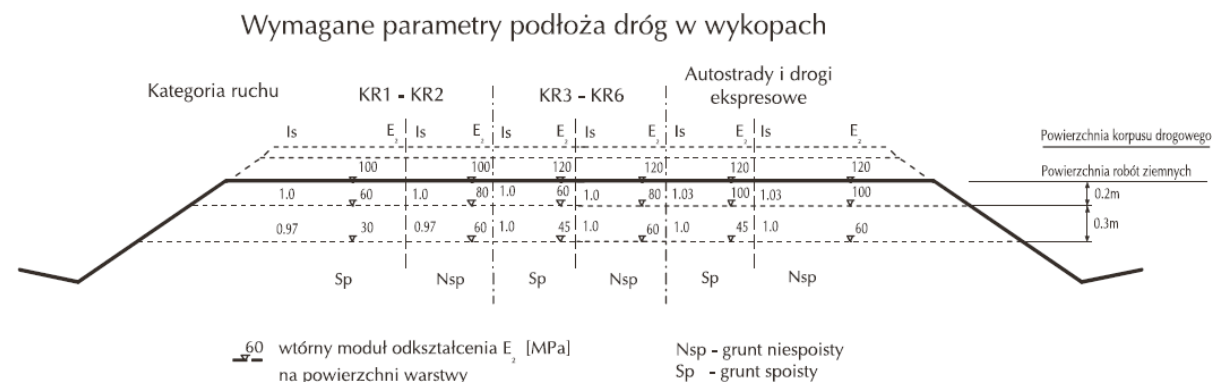 Wymagane parametry podłoża dróg w wykopach
Kategoria ruchu
KR1 - KR2
KR3 - KR6
Autostrady i drogi
ekspresowe
Is E₂ Is E₂ Is E₂ Is E₂ Is E₂ Is E₂
Powierzchnia korpusu drogowego
100 100 120 120 120 120
Powierzchnia robót ziemnych
1.0 60 1.0 80 1.0 60 1.0 80 1.03 100 1.03 100
0.2m
0.97 30 0.97 60 1.0 45 1.0 60 1.0 45 1.0 60
0.3m
Sp Nsp Sp Nsp Sp Nsp
60 wtórny moduł odkształcenia E₂ [MPa]
na powierzchni warstwy
Nsp - grunt niespoisty
Sp - grunt spoisty